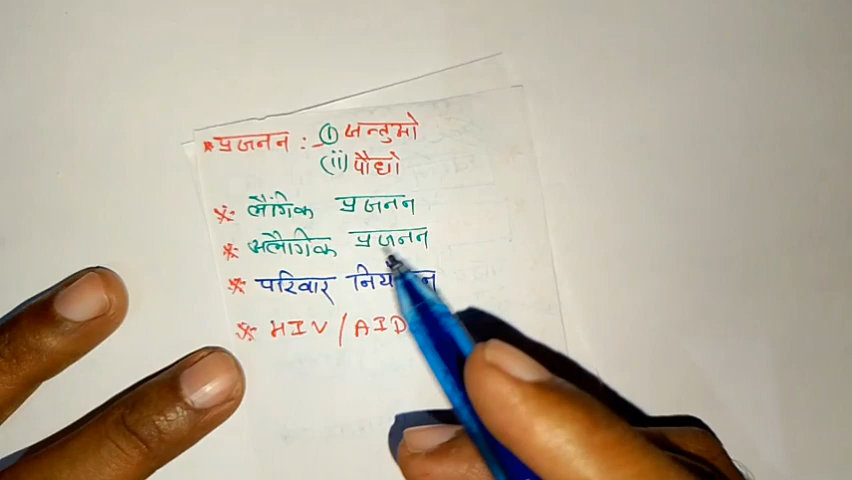 * प्रजनन :- (i) जन्तुओ
(ii) पौधो
* लैंगिक प्रजनन
* अलैंगिक प्रजनन
* परिवार
* HIV / AID